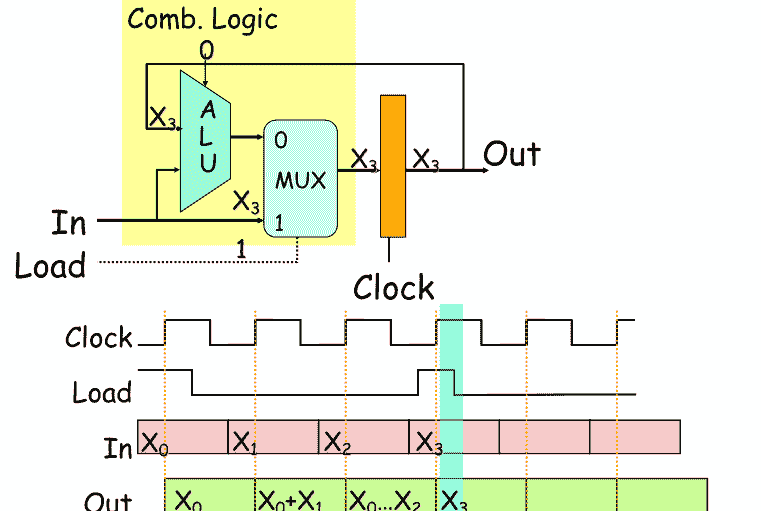 Comb. Logic
0
X₃
A
L
U
0
MUX
X₃
X₃
Out
X₃
In
1
1
Load
Clock
Clock
Load
In X₀ X₁ X₂ X₃
Out X₀ X₀+X₁ X₀...X₂ X₃